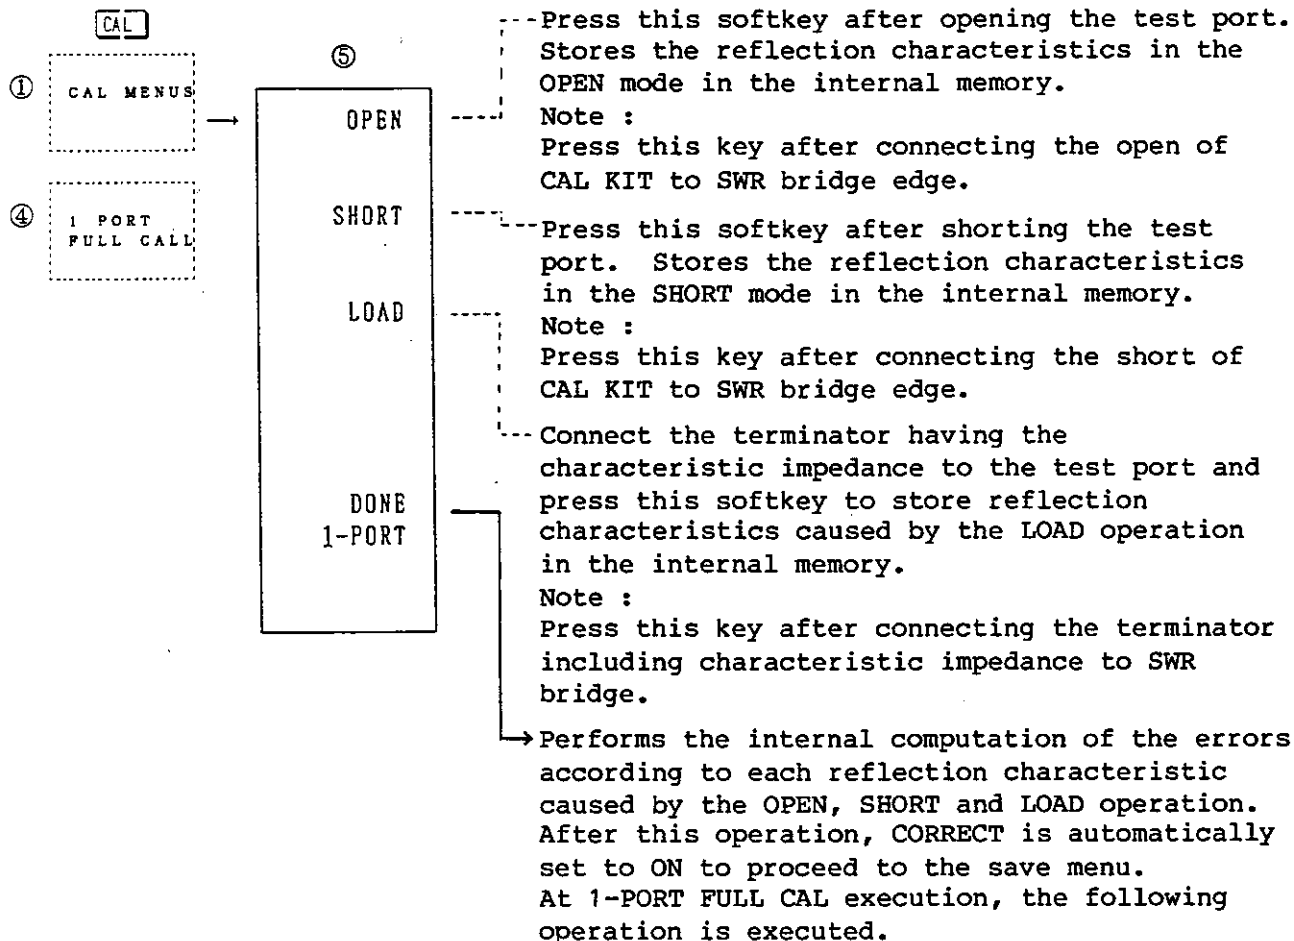 CAL
① CAL MENUS
④ 1 PORT
FULL CALL
⑤
OPEN
SHORT
LOAD
DONE
1-PORT
Press this softkey after opening the test port.
Stores the reflection characteristics in the
OPEN mode in the internal memory.
Note :
Press this key after connecting the open of
CAL KIT to SWR bridge edge.
Press this softkey after shorting the test
port. Stores the reflection characteristics
in the SHORT mode in the internal memory.
Note :
Press this key after connecting the short of
CAL KIT to SWR bridge edge.
Connect the terminator having the
characteristic impedance to the test port and
press this softkey to store reflection
characteristics caused by the LOAD operation
in the internal memory.
Note :
Press this key after connecting the terminator
including characteristic impedance to SWR
bridge.
Performs the internal computation of the errors
according to each reflection characteristic
caused by the OPEN, SHORT and LOAD operation.
After this operation, CORRECT is automatically
set to ON to proceed to the save menu.
At 1-PORT FULL CAL execution, the following
operation is executed.